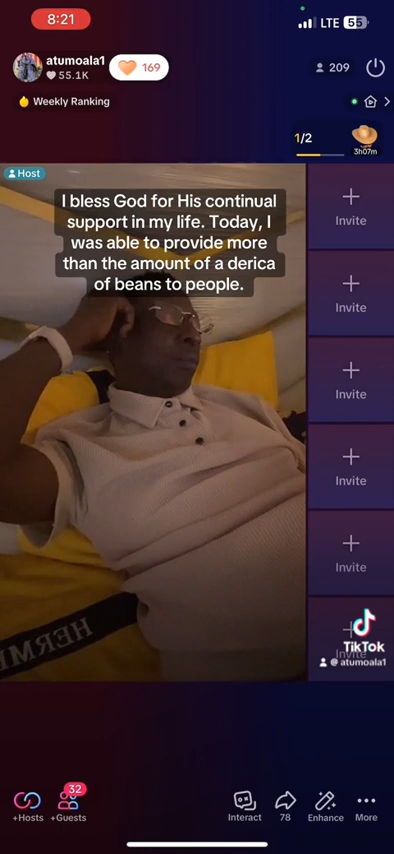 8:21
LTE 55
atumoala1
55.1K
169
209
Weekly Ranking
1/2
3h07m
Host
I bless God for His continual
support in my life. Today, I
was able to provide more
than the amount of a derica
of beans to people.
Invite
Invite
Invite
Invite
Invite
Invite
TikTok
@atumoala1
HERMI
32
+Hosts
+Guests
Interact
78
Enhance
More